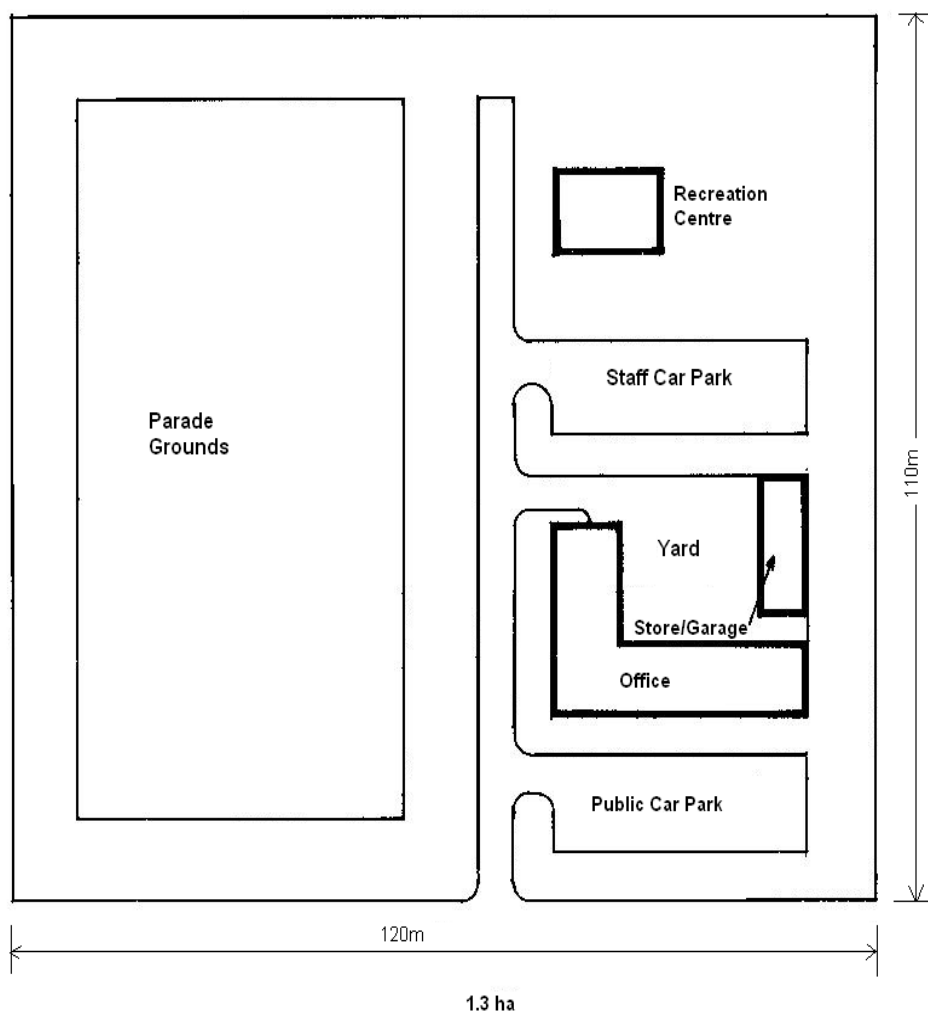 Recreation
Centre
Staff Car Park
Parade
Grounds
110m
Yard
Store/Garage
Office
Public Car Park
120m
1.3 ha